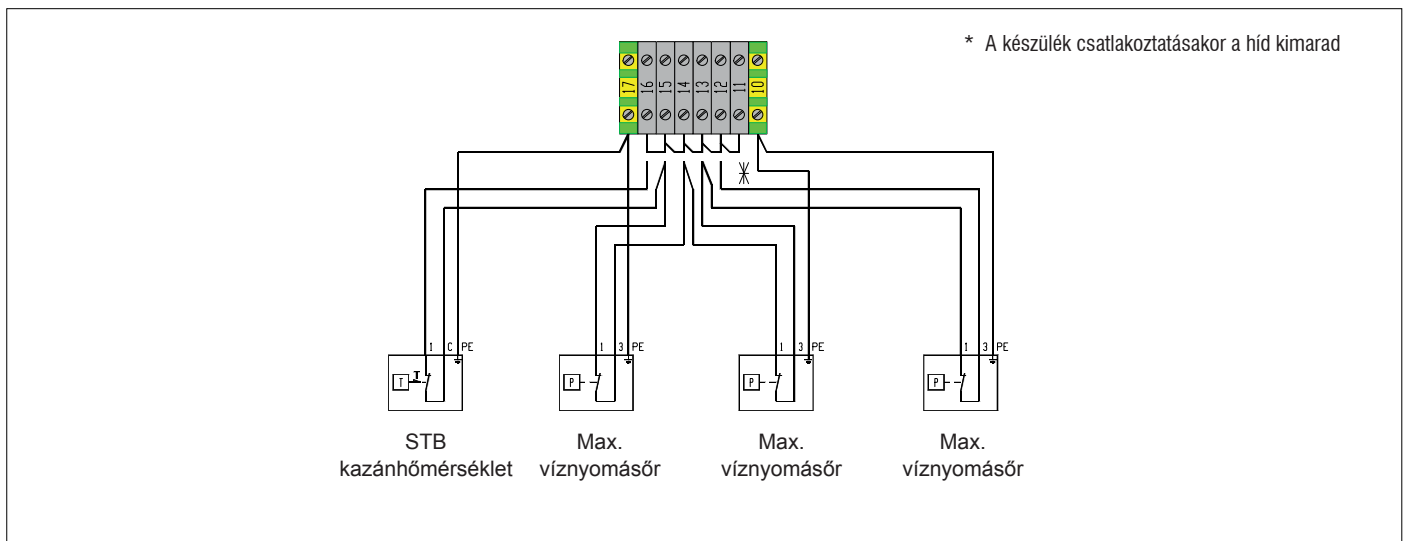 * A készülék csatlakoztatásakor a híd kimarad
17 16 15 14 13 12 11 10
1 C PE
1 3 PE
1 3 PE
1 3 PE
T
P
P
P
STB
kazánhőmérséklet
Max.
víznyomásőr
Max.
víznyomásőr
Max.
víznyomásőr